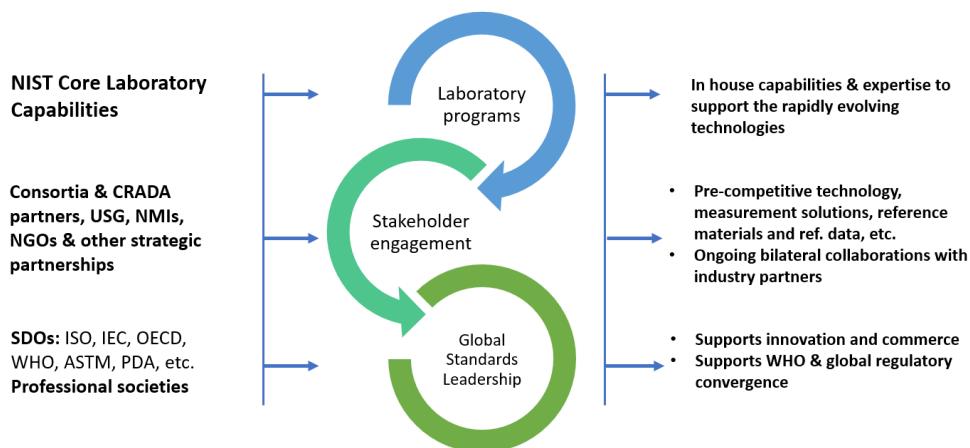 NIST Core Laboratory
Capabilities
Laboratory
programs
In house capabilities & expertise to
support the rapidly evolving
technologies
Consortia & CRADA
partners, USG, NMIs,
NGOs & other strategic
partnerships
Stakeholder
engagement
• Pre-competitive technology,
measurement solutions, reference
materials and ref. data, etc.
• Ongoing bilateral collaborations with
industry partners
SDOs: ISO, IEC, OECD,
WHO, ASTM, PDA, etc.
Professional societies
Global
Standards
Leadership
• Supports innovation and commerce
• Supports WHO & global regulatory
convergence